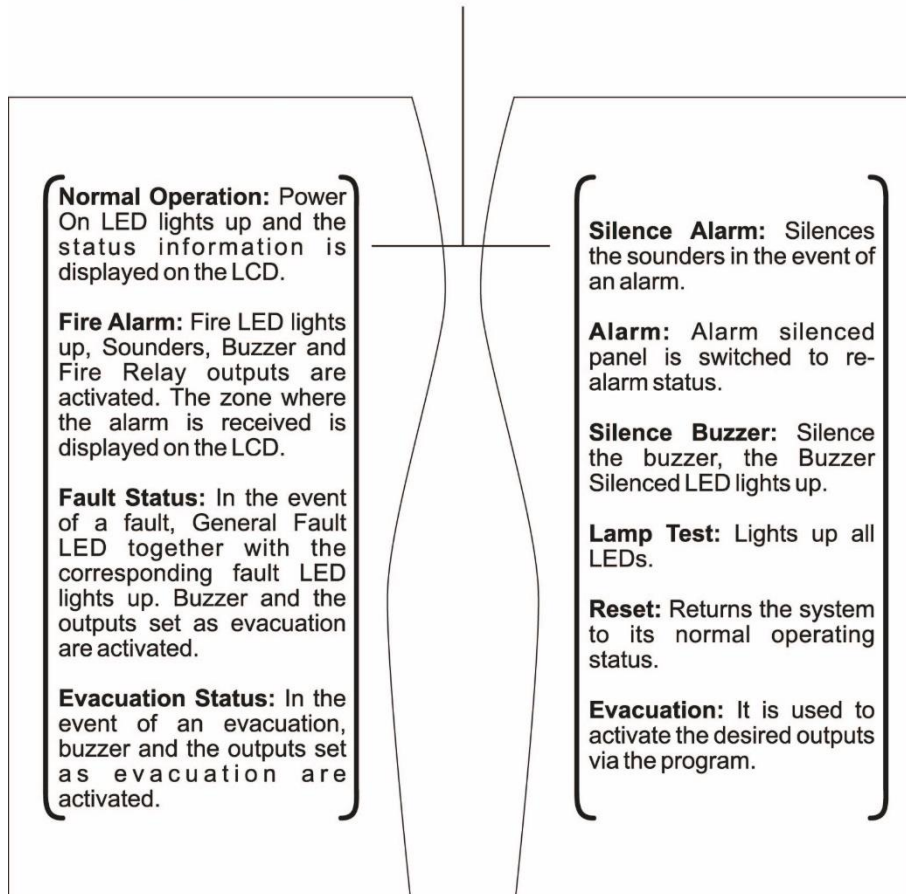 Normal Operation: Power
On LED lights up and the
status information is
displayed on the LCD.
Fire Alarm: Fire LED lights
up, Sounders, Buzzer and
Fire Relay outputs are
activated. The zone where
the alarm is received is
displayed on the LCD.
Fault Status: In the event
of a fault, General Fault
LED together with the
corresponding fault LED
lights up. Buzzer and the
outputs set as evacuation
are activated.
Evacuation Status: In the
event of an evacuation,
buzzer and the outputs set
as evacuation are
activated.
Silence Alarm: Silences
the sounders in the event of
an alarm.
Alarm: Alarm silenced
panel is switched to re-
alarm status.
Silence Buzzer: Silence
the buzzer, the Buzzer
Silenced LED lights up.
Lamp Test: Lights up all
LEDs.
Reset: Returns the system
to its normal operating
status.
Evacuation: It is used to
activate the desired outputs
via the program.